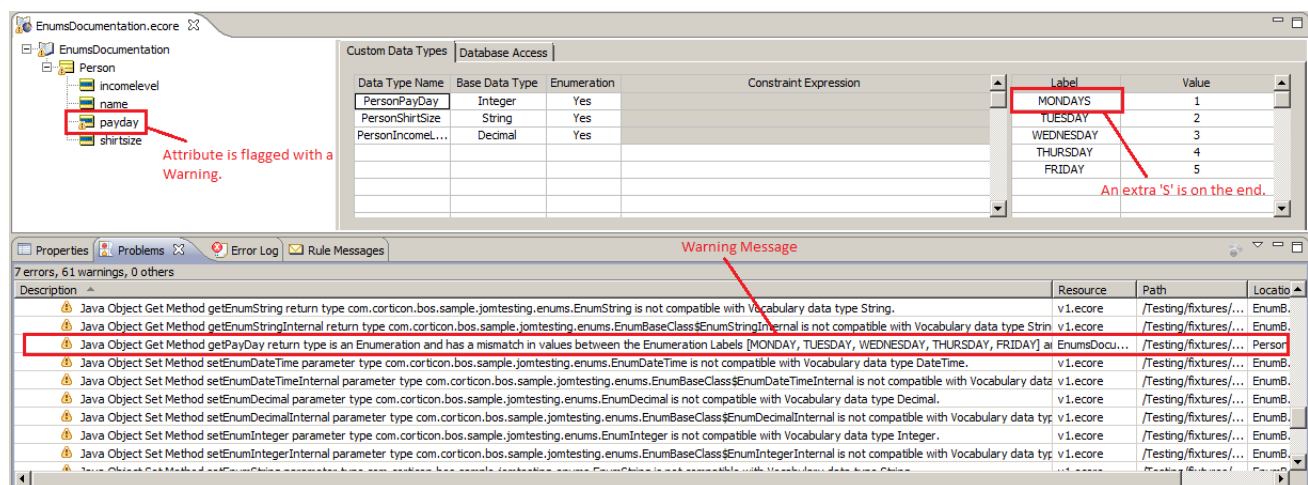 EnumsDocumentation.ecore
EnumsDocumentation
Person
incomelevel
name
payday
shirtsize
Attribute is flagged with a
Warning.
Custom Data Types Database Access
Data Type Name Base Data Type Enumeration Constraint Expression
PersonPayDay Integer Yes
PersonShirtSize String Yes
PersonIncomeL... Decimal Yes
Label Value
MONDAYS 1
TUESDAY 2
WEDNESDAY 3
THURSDAY 4
FRIDAY 5
An extra 'S' is on the end.
Properties Problems Error Log Rule Messages
Warning Message
7 errors, 61 warnings, 0 others
Description Resource Path Locatio
Java Object Get Method getEnumString return type com.corticon.bos.sample.jomtesting.enums.EnumString is not compatible with Vocabulary data type String. v1.ecore /Testing/fixtures/... EnumB.
Java Object Get Method getEnumStringInternal return type com.corticon.bos.sample.jomtesting.enums.EnumBaseClass$EnumStringInternal is not compatible with Vocabulary data type Strin v1.ecore /Testing/fixtures/... EnumB.
Java Object Get Method getPayDay return type is an Enumeration and has a mismatch in values between the Enumeration Labels [MONDAY, TUESDAY, WEDNESDAY, THURSDAY, FRIDAY] a EnumsDocu... /Testing/fixtures/... Person
Java Object Set Method setEnumDateTime parameter type com.corticon.bos.sample.jomtesting.enums.EnumDateTime is not compatible with Vocabulary data type DateTime. v1.ecore /Testing/fixtures/... EnumB.
Java Object Set Method setEnumDateTimeInternal parameter type com.corticon.bos.sample.jomtesting.enums.EnumBaseClass$EnumDateTimeInternal is not compatible with Vocabulary data v1.ecore /Testing/fixtures/... EnumB.
Java Object Set Method setEnumDecimal parameter type com.corticon.bos.sample.jomtesting.enums.EnumDecimal is not compatible with Vocabulary data type Decimal. v1.ecore /Testing/fixtures/... EnumB.
Java Object Set Method setEnumDecimalInternal parameter type com.corticon.bos.sample.jomtesting.enums.EnumBaseClass$EnumDecimalInternal is not compatible with Vocabulary data typ v1.ecore /Testing/fixtures/... EnumB.
Java Object Set Method setEnumInteger parameter type com.corticon.bos.sample.jomtesting.enums.EnumInteger is not compatible with Vocabulary data type Integer. v1.ecore /Testing/fixtures/... EnumB.
Java Object Set Method setEnumIntegerInternal parameter type com.corticon.bos.sample.jomtesting.enums.EnumBaseClass$EnumIntegerInternal is not compatible with Vocabulary data typ v1.ecore /Testing/fixtures/... EnumB.